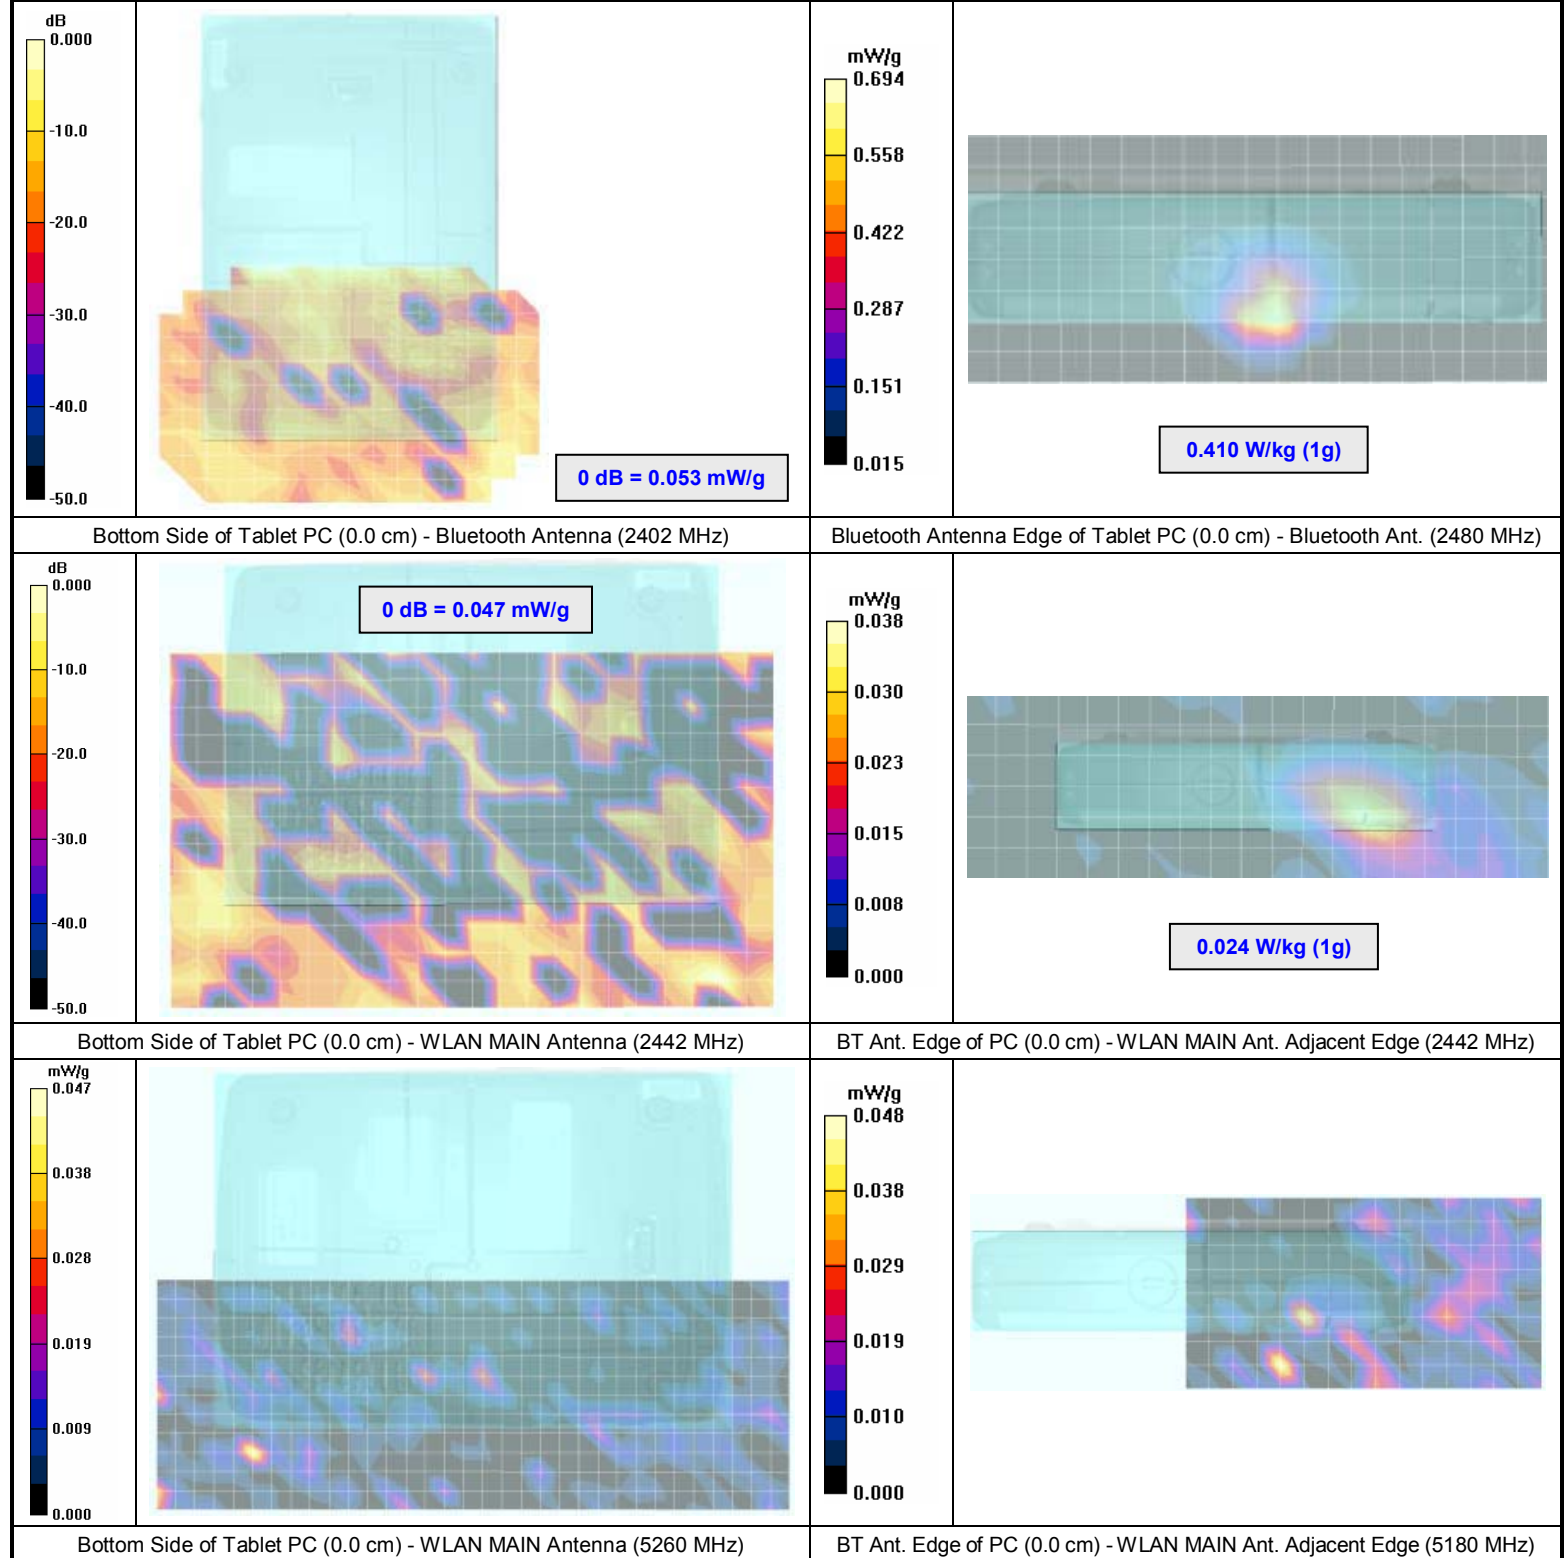 dB
0.000
-10.0
-20.0
-30.0
-40.0
-50.0
0 dB = 0.053 mW/g
mW/g
0.694
0.558
0.422
0.287
0.151
0.015
0.410 W/kg (1g)
Bottom Side of Tablet PC (0.0 cm) - Bluetooth Antenna (2402 MHz)
Bluetooth Antenna Edge of Tablet PC (0.0 cm) - Bluetooth Ant. (2480 MHz)
dB
0.000
-10.0
-20.0
-30.0
-40.0
-50.0
0 dB = 0.047 mW/g
mW/g
0.038
0.030
0.023
0.015
0.008
0.000
0.024 W/kg (1g)
Bottom Side of Tablet PC (0.0 cm) - WLAN MAIN Antenna (2442 MHz)
BT Ant. Edge of PC (0.0 cm) - WLAN MAIN Ant. Adjacent Edge (2442 MHz)
mW/g
0.047
0.038
0.028
0.019
0.009
0.000
mW/g
0.048
0.038
0.029
0.019
0.010
0.000
Bottom Side of Tablet PC (0.0 cm) - WLAN MAIN Antenna (5260 MHz)
BT Ant. Edge of PC (0.0 cm) - WLAN MAIN Ant. Adjacent Edge (5180 MHz)